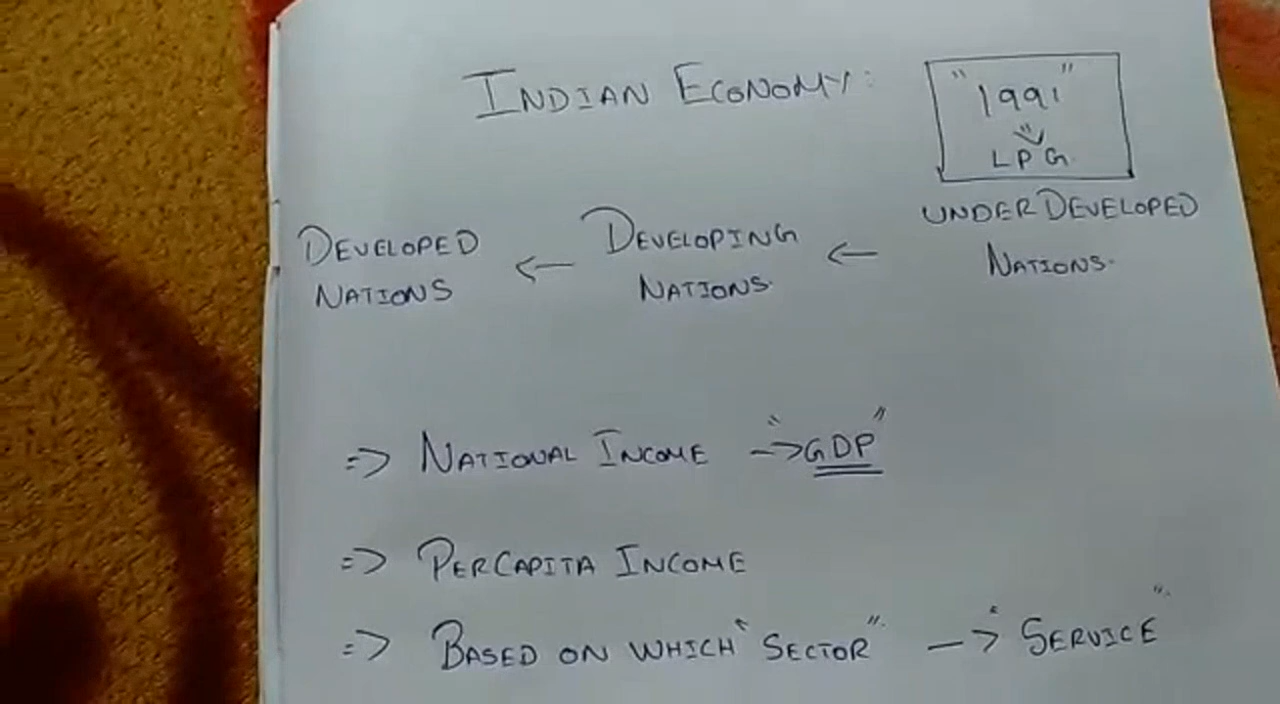 INDIAN ECONOMY:
"1991"
LPG
DEVELOPED NATIONS ← DEVELOPING NATIONS. ← UNDERDEVELOPED NATIONS.
=> NATIONAL INCOME -> "GDP"
=> PERCAPITA INCOME
=> BASED ON WHICH "SECTOR". -> "SERVICE".